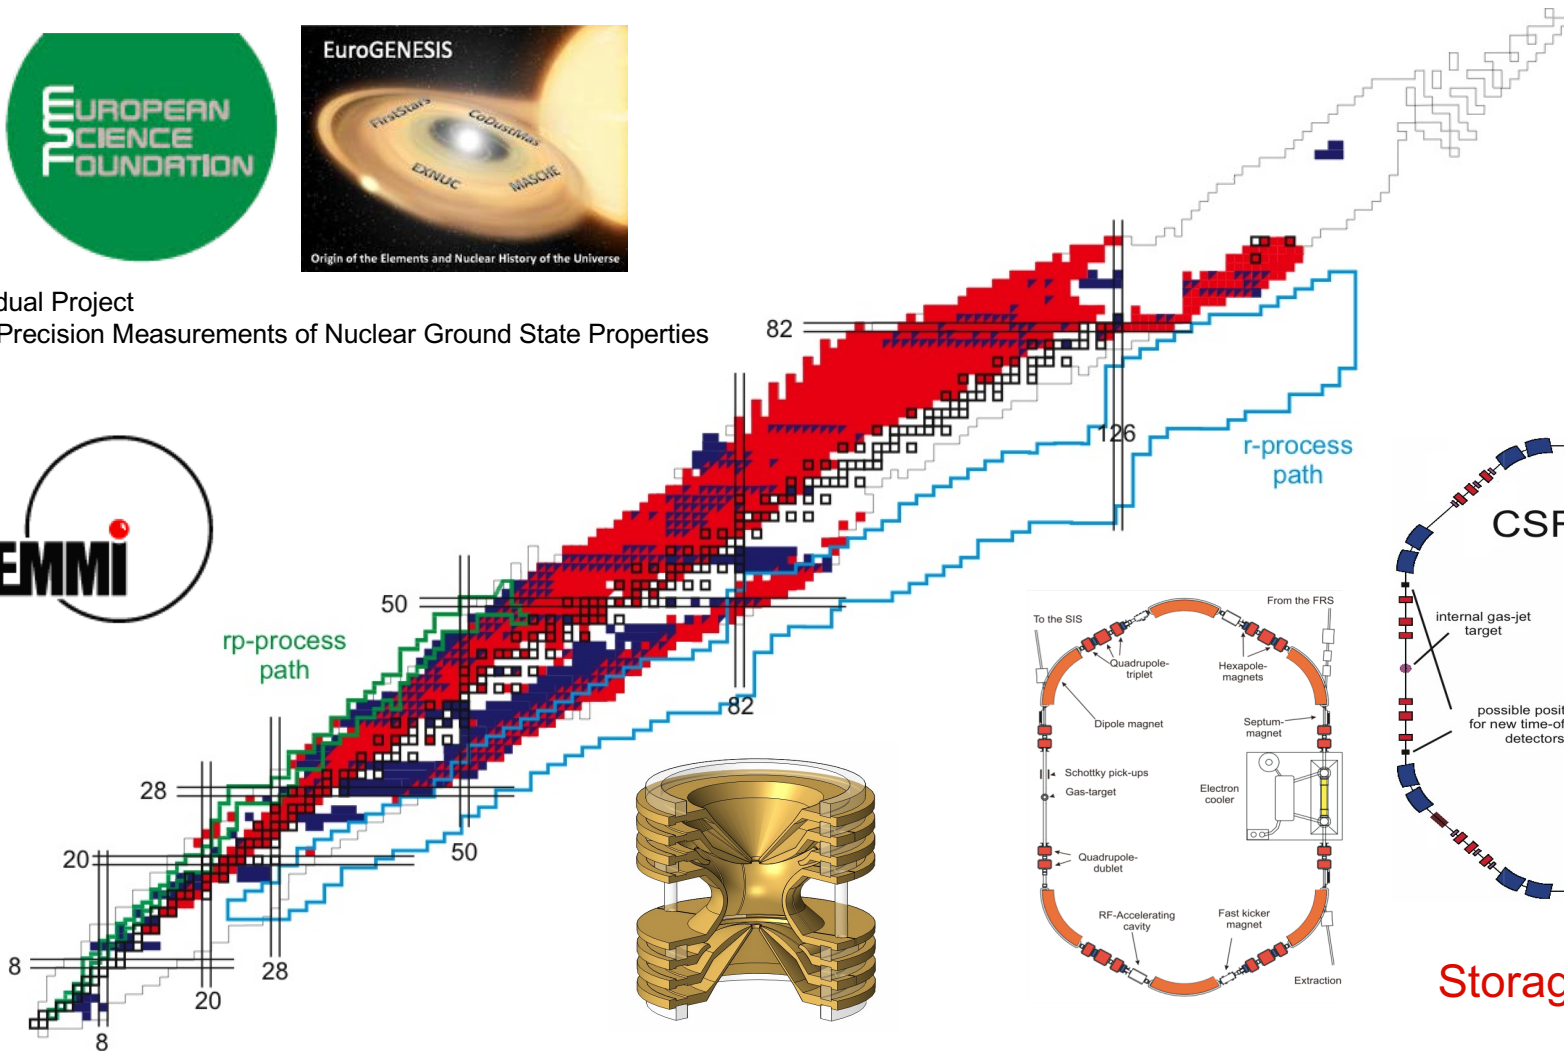 EUROPEAN
SCIENCE
FOUNDATION
EuroGENESIS
FirstStars
CoDustMas
EXNUC
MASCHE
Origin of the Elements and Nuclear History of the Universe
dual Project
Precision Measurements of Nuclear Ground State Properties
EMMi
rp-process
path
r-process
path
82
126
50
82
28
50
20
28
8
20
8
To the SIS
From the FRS
Quadrupole-
triplet
Hexapole-
magnets
Dipole magnet
Septum-
magnet
Schottky pick-ups
Gas-target
Electron
cooler
Quadrupole-
dublet
RF-Accelerating
cavity
Fast kicker
magnet
Extraction
CSR
internal gas-jet
target
possible posit
for new time-of
detectors
Storag